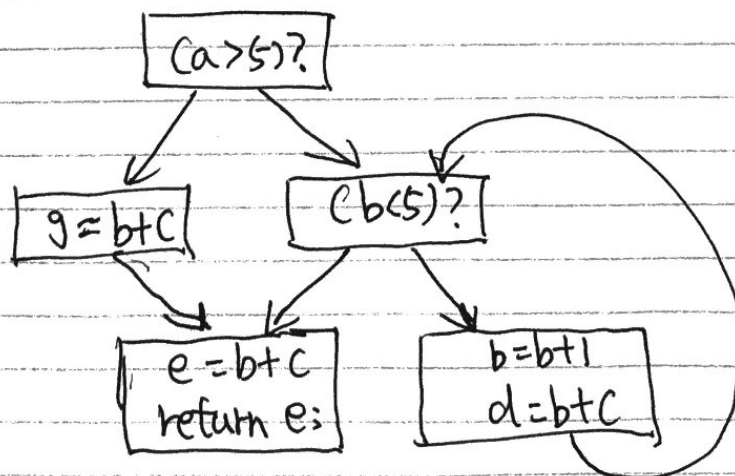 (a>5)?
g=b+c
(b<5)?
e=b+c
return e;
b=b+1
d=b+c